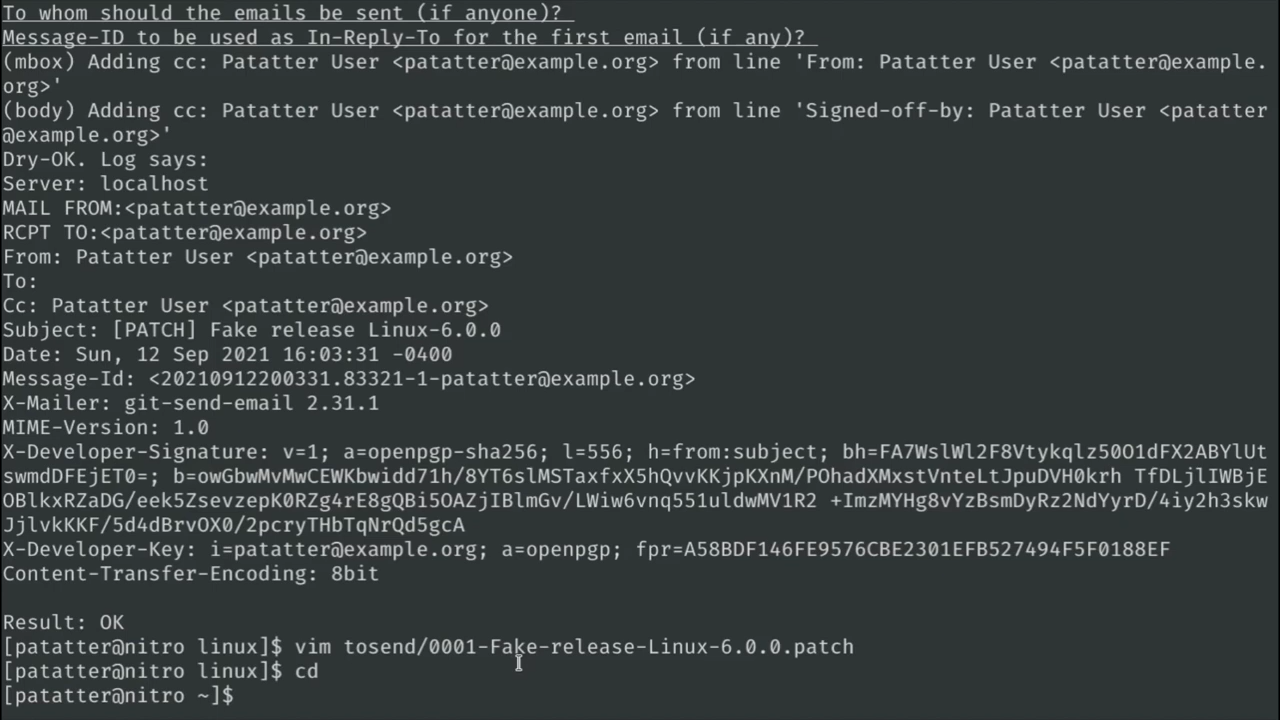 To whom should the emails be sent (if anyone)?
Message-ID to be used as In-Reply-To for the first email (if any)?
(mbox) Adding cc: Patatter User <patatter@example.org> from line 'From: Patatter User <patatter@example.
org>'
(body) Adding cc: Patatter User <patatter@example.org> from line 'Signed-off-by: Patatter User <patatter
@example.org>'
Dry-OK. Log says:
Server: localhost
MAIL FROM:<patatter@example.org>
RCPT TO:<patatter@example.org>
From: Patatter User <patatter@example.org>
To:
Cc: Patatter User <patatter@example.org>
Subject: [PATCH] Fake release Linux-6.0.0
Date: Sun, 12 Sep 2021 16:03:31 -0400
Message-Id: <20210912200331.83321-1-patatter@example.org>
X-Mailer: git-send-email 2.31.1
MIME-Version: 1.0
X-Developer-Signature: v=1; a=openpgp-sha256; l=556; h=from:subject; bh=FA7WslWl2F8Vtykqlz50O1dFX2ABYlUt
swmdDFEjET0=; b=owGbwMvMwCEWKbwidd71h/8YT6slMSTaxfxX5hQvvKKjpKXnM/POhadXMxstVnteLtJpuDVH0krh TfDLjlIWBjE
OBlkxRZaDG/eek5ZsevzepK0RZg4rE8gQBi5OAZjIBlmGv/LWiw6vnq551uldwMV1R2 +ImzMYHg8vYzBsmDyRz2NdYyrD/4iy2h3skw
JjlvkKKF/5d4dBrvOX0/2pcryTHbTqNrQd5gcA
X-Developer-Key: i=patatter@example.org; a=openpgp; fpr=A58BDF146FE9576CBE2301EFB527494F5F0188EF
Content-Transfer-Encoding: 8bit
Result: OK
[patatter@nitro linux]$ vim tosend/0001-Fake-release-Linux-6.0.0.patch
[patatter@nitro linux]$ cd
[patatter@nitro ~]$